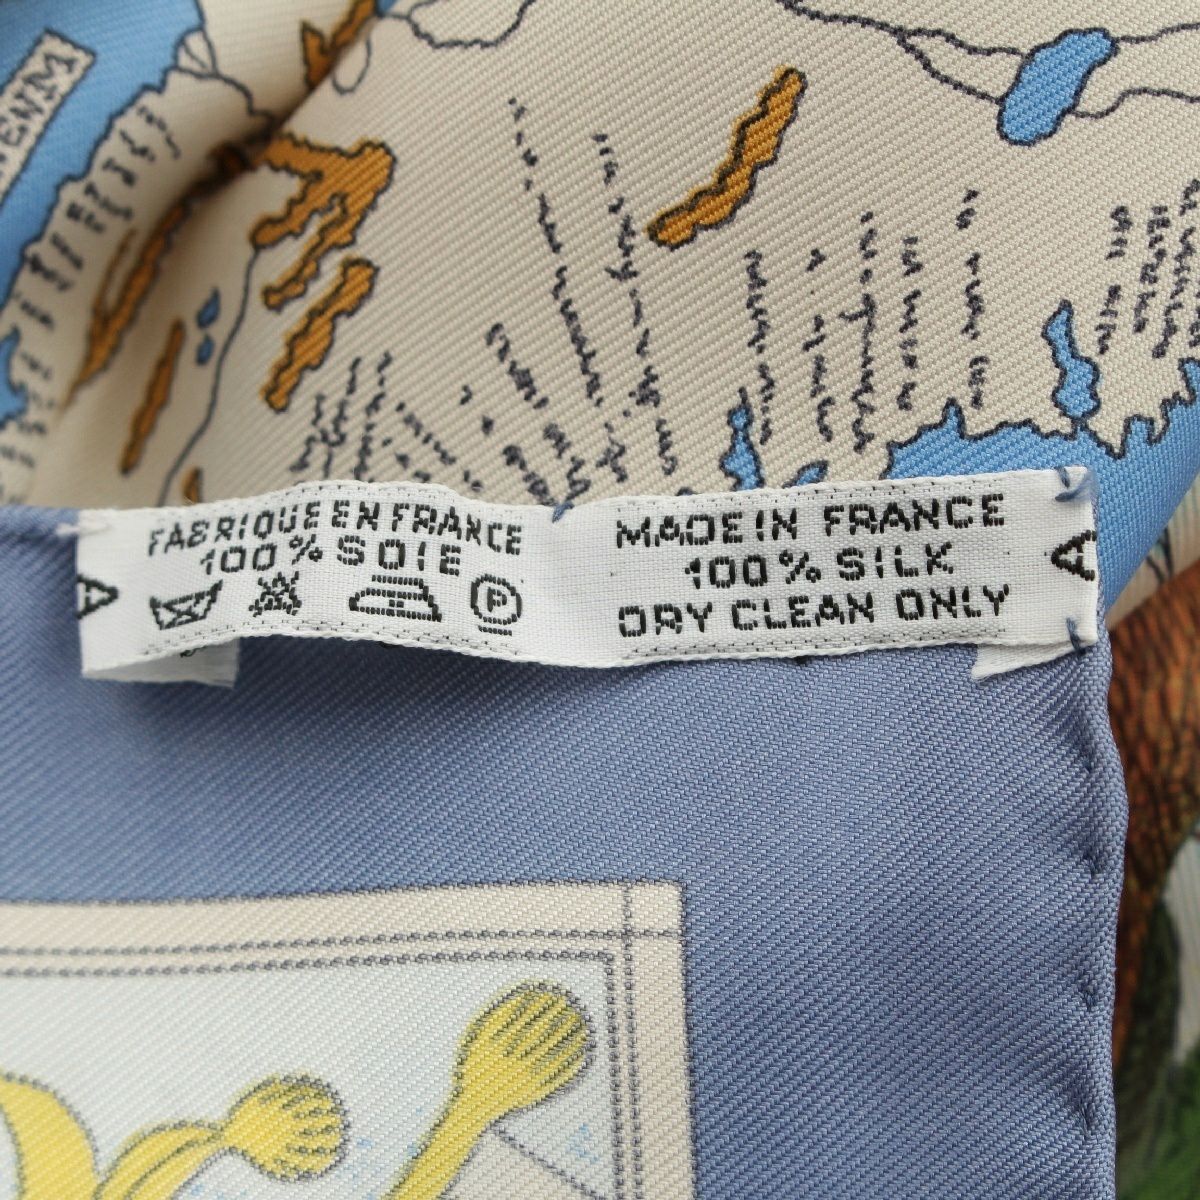 FABRIQUE EN FRANCE
100% SOIE
P
MADE IN FRANCE
100% SILK
DRY CLEAN ONLY
A
A